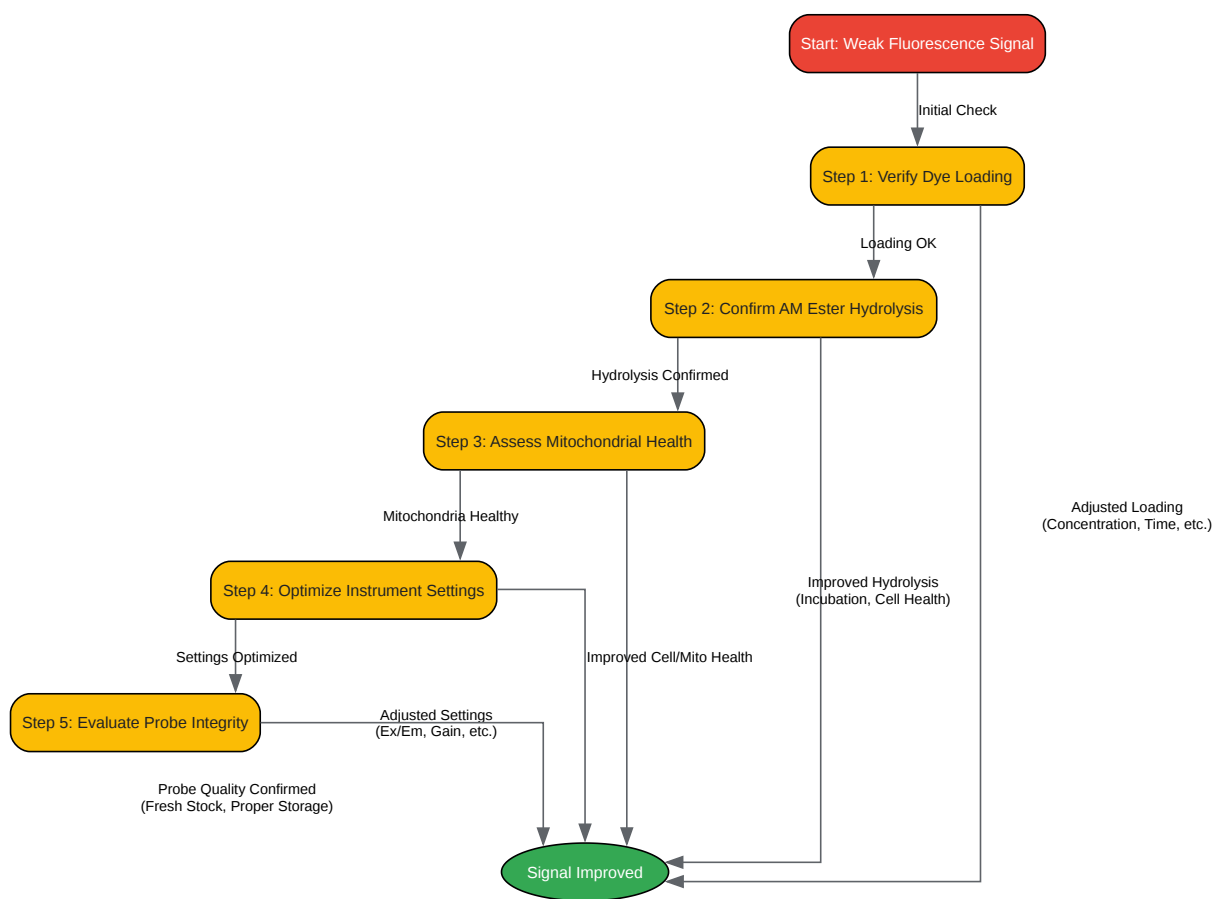 Start: Weak Fluorescence Signal
Initial Check
Step 1: Verify Dye Loading
Loading OK
Step 2: Confirm AM Ester Hydrolysis
Hydrolysis Confirmed
Step 3: Assess Mitochondrial Health
Mitochondria Healthy
Adjusted Loading
(Concentration, Time, etc.)
Step 4: Optimize Instrument Settings
Improved Hydrolysis
(Incubation, Cell Health)
Settings Optimized
Improved Cell/Mito Health
Step 5: Evaluate Probe Integrity
Adjusted Settings
(Ex/Em, Gain, etc.)
Probe Quality Confirmed
(Fresh Stock, Proper Storage)
Signal Improved